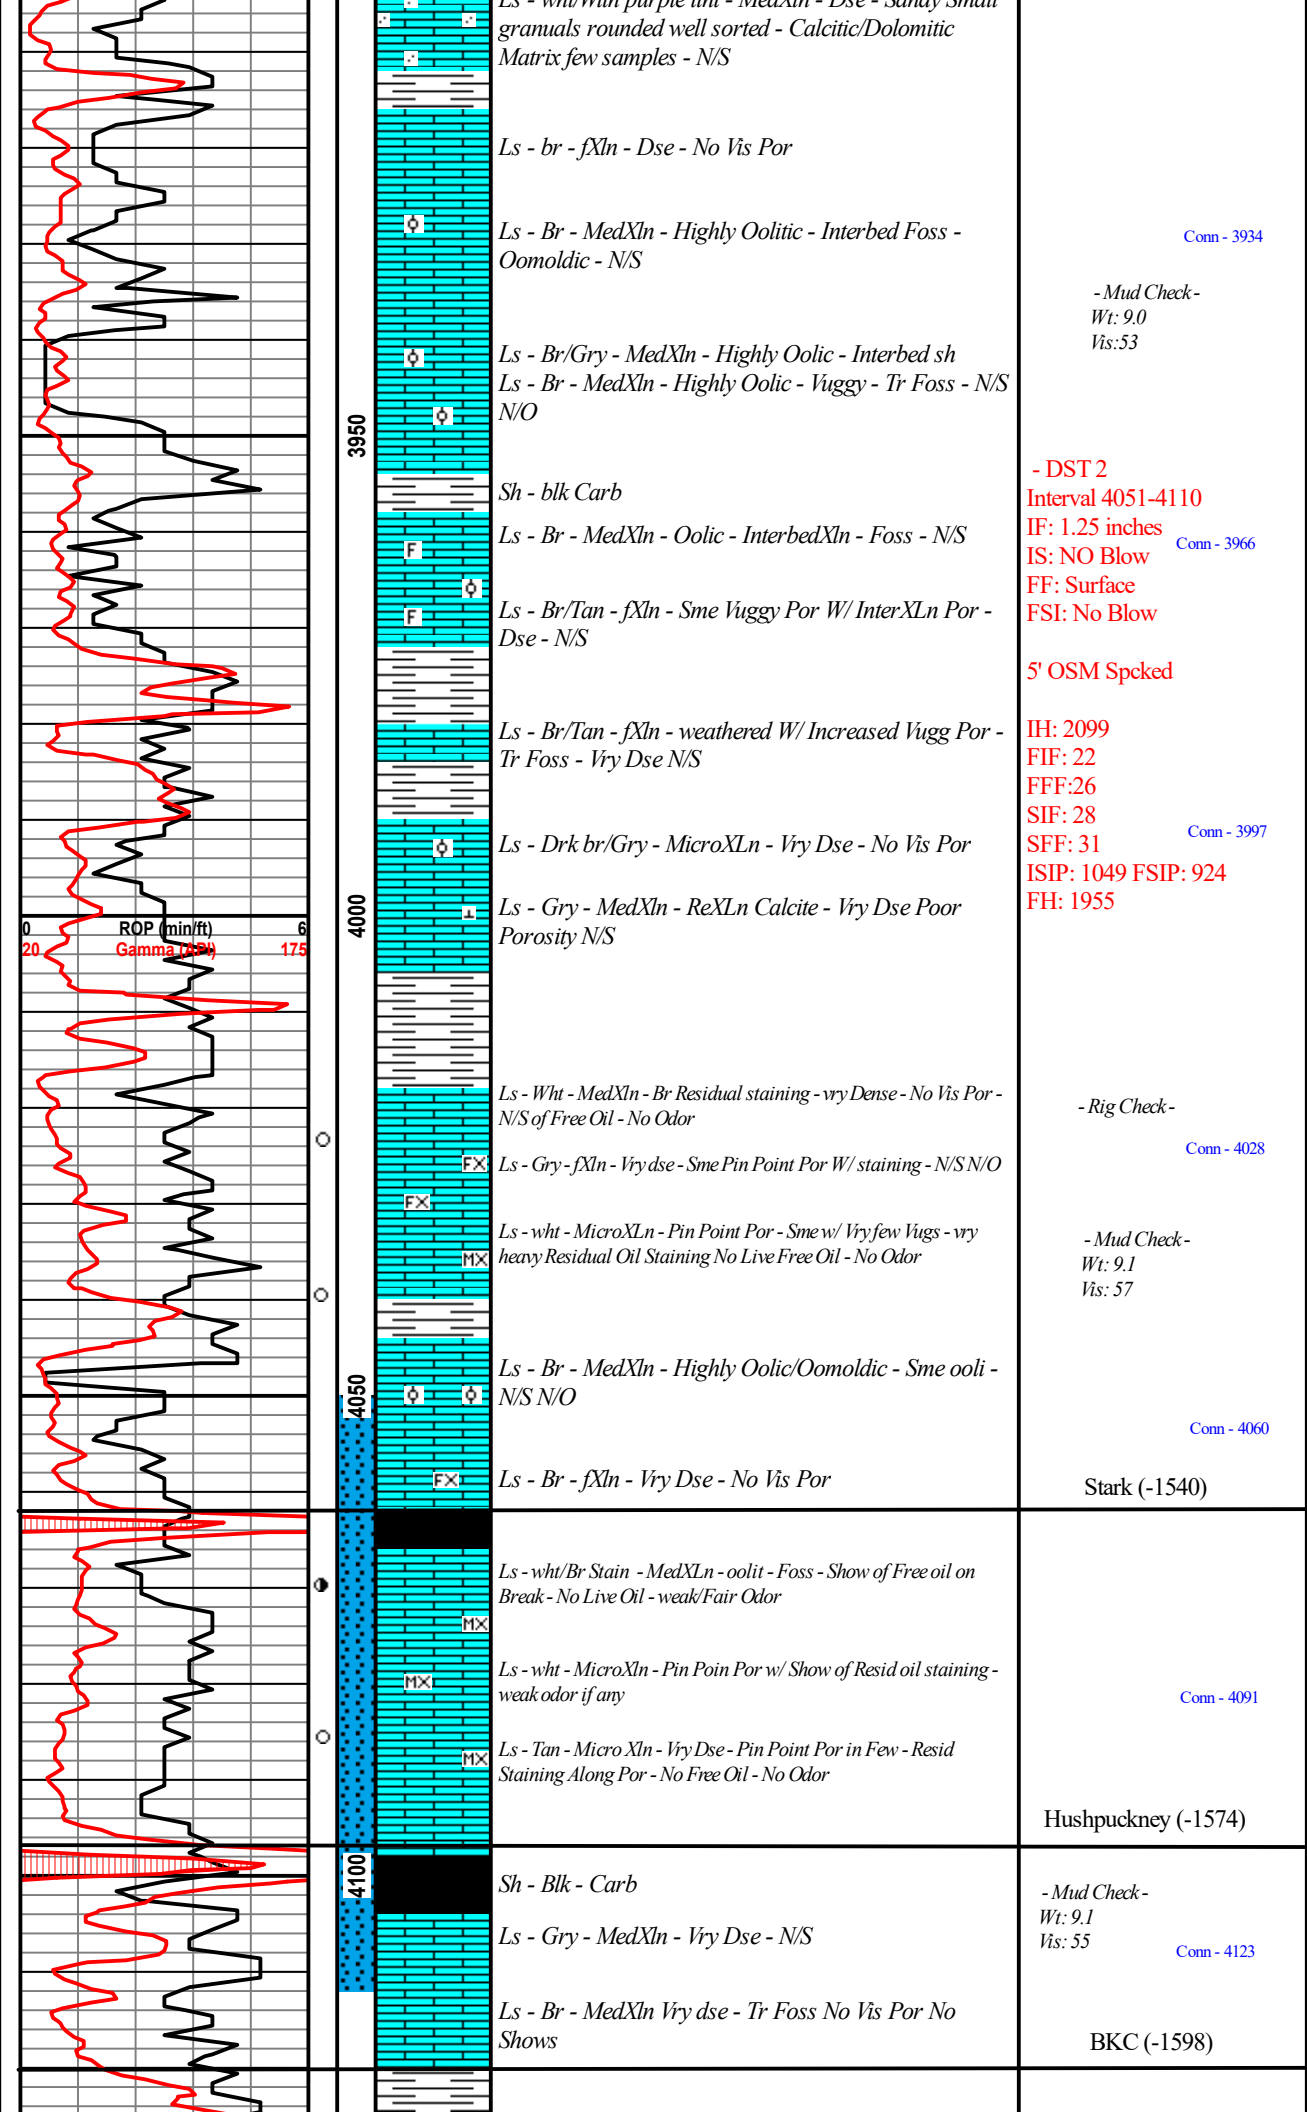 Ls - wht/With purple tint - MedXln - Dse - Sandy Small
granuals rounded well sorted - Calcitic/Dolomitic
Matrix few samples - N/S
Ls - br - fXln - Dse - No Vis Por
Ls - Br - MedXln - Highly Oolitic - Interbed Foss -
Oomoldic - N/S
Conn - 3934
- Mud Check -
Wt: 9.0
Vis:53
Ls - Br/Gry - MedXln - Highly Oolic - Interbed sh
Ls - Br - MedXln - Highly Oolic - Vuggy - Tr Foss - N/S
N/O
3950
- DST 2
Interval 4051-4110
IF: 1.25 inches
IS: NO Blow
FF: Surface
FSI: No Blow
Conn - 3966
Sh - blk Carb
Ls - Br - MedXln - Oolic - InterbedXln - Foss - N/S
F
Ls - Br/Tan - fXln - Sme Vuggy Por W/ InterXLn Por -
Dse - N/S
F
5' OSM Spcked
Ls - Br/Tan - fXln - weathered W/ Increased Vugg Por -
Tr Foss - Vry Dse N/S
IH: 2099
FIF: 22
FFF:26
SIF: 28
SFF: 31
ISIP: 1049 FSIP: 924
FH: 1955
Conn - 3997
Ls - Drk br/Gry - MicroXLn - Vry Dse - No Vis Por
Ls - Gry - MedXln - ReXLn Calcite - Vry Dse Poor
Porosity N/S
4000
0 ROP (min/ft) 6
20 Gamma (API) 175
Ls - Wht - MedXln - Br Residual staining - vry Dense - No Vis Por -
N/S of Free Oil - No Odor
- Rig Check -
Conn - 4028
FX
Ls - Gry - fXln - Vry dse - Sme Pin Point Por W/ staining - N/S N/O
FX
Ls - wht - MicroXLn - Pin Point Por - Sme w/ Vry few Vugs - vry
heavy Residual Oil Staining No Live Free Oil - No Odor
MX
- Mud Check -
Wt: 9.1
Vis: 57
Ls - Br - MedXln - Highly Oolic/Oomoldic - Sme ooli -
N/S N/O
4050
Conn - 4060
FX
Ls - Br - fXln - Vry Dse - No Vis Por
Stark (-1540)
Ls - wht/Br Stain - MedXLn - oolit - Foss - Show of Free oil on
Break - No Live Oil - weak/Fair Odor
MX
Ls - wht - MicroXln - Pin Poin Por w/ Show of Resid oil staining -
weak odor if any
MX
Conn - 4091
Ls - Tan - Micro Xln - Vry Dse - Pin Point Por in Few - Resid
Staining Along Por - No Free Oil - No Odor
MX
Hushpuckney (-1574)
4100
Sh - Blk - Carb
- Mud Check -
Wt: 9.1
Vis: 55
Conn - 4123
Ls - Gry - MedXln - Vry Dse - N/S
Ls - Br - MedXln Vry dse - Tr Foss No Vis Por No
Shows
BKC (-1598)